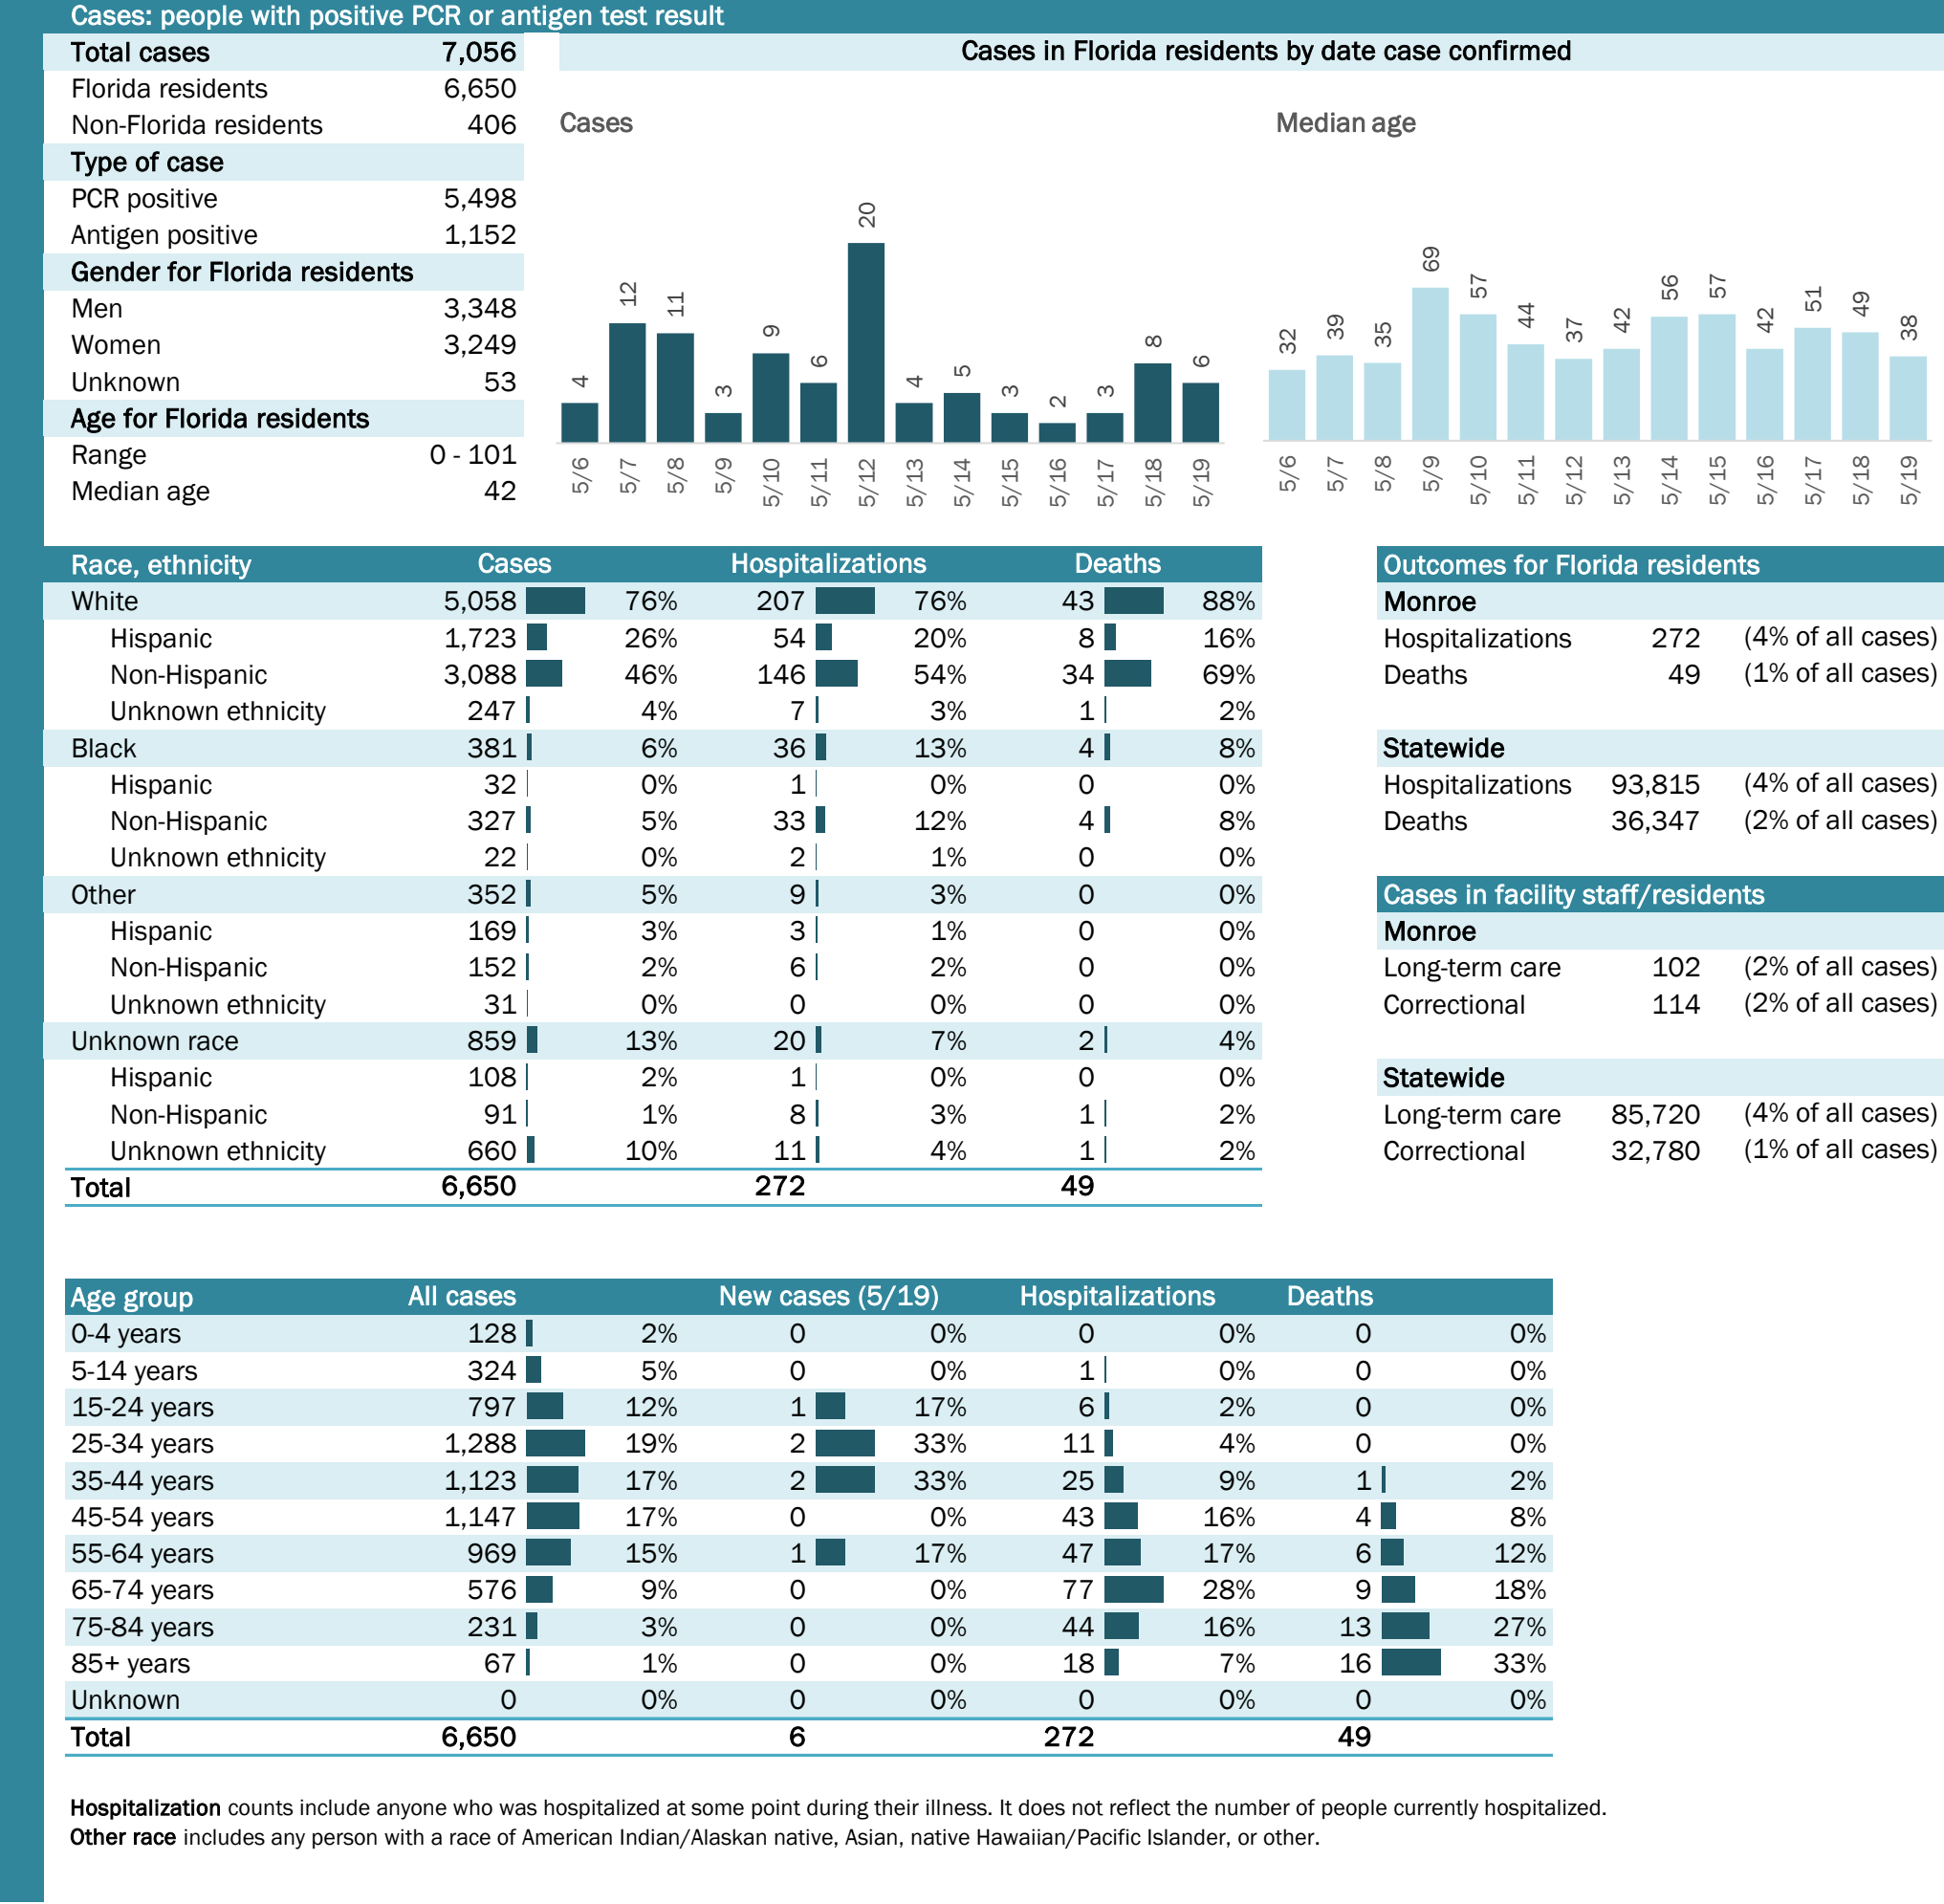 Cases: people with positive PCR or antigen test result
Total cases 7,056
Florida residents 6,650
Non-Florida residents 406
Type of case
PCR positive 5,498
Antigen positive 1,152
Gender for Florida residents
Men 3,348
Women 3,249
Unknown 53
Age for Florida residents
Range 0 - 101
Median age 42
Cases in Florida residents by date case confirmed
Cases
4 12 11 3 9 6 20 4 5 3 2 3 8 6
5/6 5/7 5/8 5/9 5/10 5/11 5/12 5/13 5/14 5/15 5/16 5/17 5/18 5/19
Median age
32 39 35 69 57 44 37 42 56 57 42 51 49 38
5/6 5/7 5/8 5/9 5/10 5/11 5/12 5/13 5/14 5/15 5/16 5/17 5/18 5/19
Race, ethnicity Cases Hospitalizations Deaths
White 5,058 76% 207 76% 43 88%
Hispanic 1,723 26% 54 20% 8 16%
Non-Hispanic 3,088 46% 146 54% 34 69%
Unknown ethnicity 247 4% 7 3% 1 2%
Black 381 6% 36 13% 4 8%
Hispanic 32 0% 1 0% 0 0%
Non-Hispanic 327 5% 33 12% 4 8%
Unknown ethnicity 22 0% 2 1% 0 0%
Other 352 5% 9 3% 0 0%
Hispanic 169 3% 3 1% 0 0%
Non-Hispanic 152 2% 6 2% 0 0%
Unknown ethnicity 31 0% 0 0% 0 0%
Unknown race 859 13% 20 7% 2 4%
Hispanic 108 2% 1 0% 0 0%
Non-Hispanic 91 1% 8 3% 1 2%
Unknown ethnicity 660 10% 11 4% 1 2%
Total 6,650 272 49
Outcomes for Florida residents
Monroe
Hospitalizations 272 (4% of all cases)
Deaths 49 (1% of all cases)
Statewide
Hospitalizations 93,815 (4% of all cases)
Deaths 36,347 (2% of all cases)
Cases in facility staff/residents
Monroe
Long-term care 102 (2% of all cases)
Correctional 114 (2% of all cases)
Statewide
Long-term care 85,720 (4% of all cases)
Correctional 32,780 (1% of all cases)
Age group All cases New cases (5/19) Hospitalizations Deaths
0-4 years 128 2% 0 0% 0 0% 0 0%
5-14 years 324 5% 0 0% 1 0% 0 0%
15-24 years 797 12% 1 17% 6 2% 0 0%
25-34 years 1,288 19% 2 33% 11 4% 0 0%
35-44 years 1,123 17% 2 33% 25 9% 1 2%
45-54 years 1,147 17% 0 0% 43 16% 4 8%
55-64 years 969 15% 1 17% 47 17% 6 12%
65-74 years 576 9% 0 0% 77 28% 9 18%
75-84 years 231 3% 0 0% 44 16% 13 27%
85+ years 67 1% 0 0% 18 7% 16 33%
Unknown 0 0% 0 0% 0 0% 0 0%
Total 6,650 6 272 49
Hospitalization counts include anyone who was hospitalized at some point during their illness. It does not reflect the number of people currently hospitalized.
Other race includes any person with a race of American Indian/Alaskan native, Asian, native Hawaiian/Pacific Islander, or other.